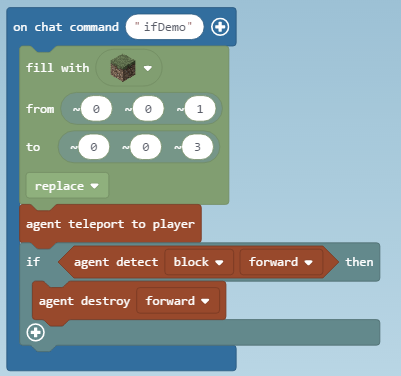 on chat command "ifDemo"
fill with
from ~0 ~0 ~1
to ~0 ~0 ~3
replace
agent teleport to player
if agent detect block forward then
agent destroy forward